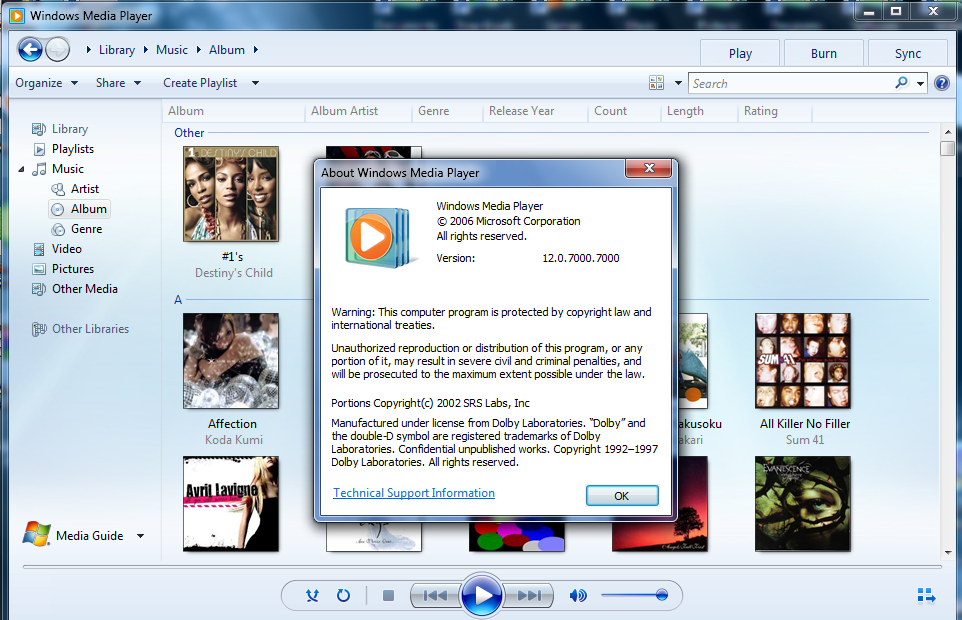 Windows Media Player
Library Music Album
Play Burn Sync
Organize Share Create Playlist
Search
Album Album Artist Genre Release Year Count Length Rating
Library
Playlists
Music
Artist
Album
Genre
Video
Pictures
Other Media
Other Libraries
Media Guide
Other
1's DESTINY'S CHILD
#1's
Destiny's Child
A
Affection
Koda Kumi
akusoku
akari
SUM 41
All Killer No Filler
Sum 41
AVRIL LAVIGNE
EVANESCENCE
About Windows Media Player
Windows Media Player
© 2006 Microsoft Corporation
All rights reserved.
Version: 12.0.7000.7000
Warning: This computer program is protected by copyright law and
international treaties.
Unauthorized reproduction or distribution of this program, or any
portion of it, may result in severe civil and criminal penalties, and
will be prosecuted to the maximum extent possible under the law.
Portions Copyright(c) 2002 SRS Labs, Inc
Manufactured under license from Dolby Laboratories. “Dolby” and
the double-D symbol are registered trademarks of Dolby
Laboratories. Confidential unpublished works. Copyright 1992–1997
Dolby Laboratories. All rights reserved.
Technical Support Information
OK